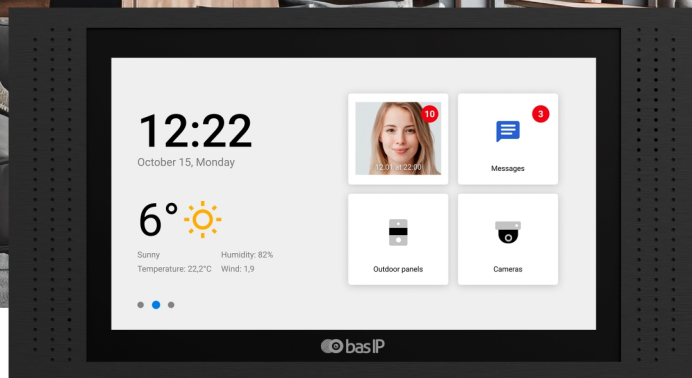 12:22
October 15, Monday
6°
Sunny
Humidity: 82%
Temperature: 22,2°C
Wind: 1,9
10
12.01 at 22:00
3
Messages
Outdoor panels
Cameras
bas IP